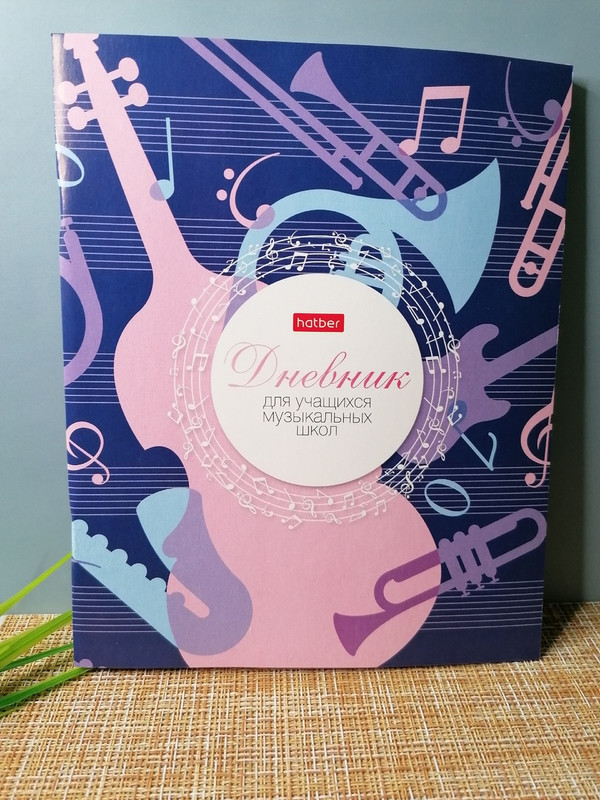 hatber
Дневник
для учащихся
музыкальных
школ